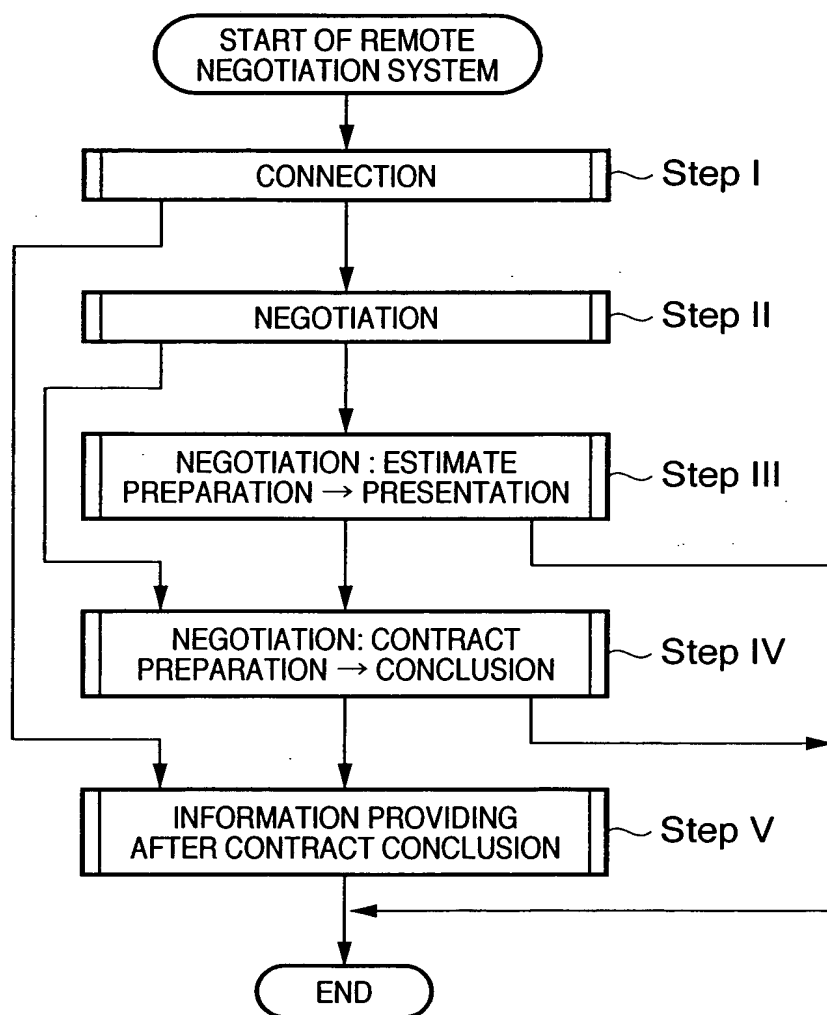 START OF REMOTE
NEGOTIATION SYSTEM
CONNECTION
Step I
NEGOTIATION
Step II
NEGOTIATION : ESTIMATE
PREPARATION → PRESENTATION
Step III
NEGOTIATION: CONTRACT
PREPARATION → CONCLUSION
Step IV
INFORMATION PROVIDING
AFTER CONTRACT CONCLUSION
Step V
END